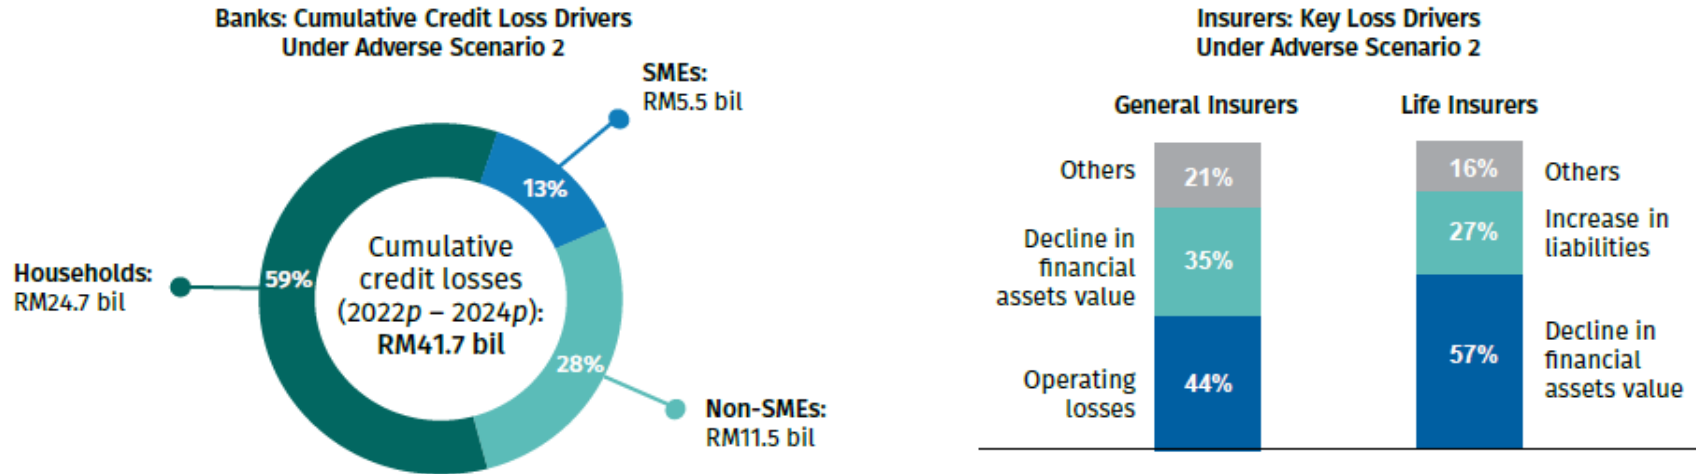 Banks: Cumulative Credit Loss Drivers
Under Adverse Scenario 2
SMEs:
RM5.5 bil
13%
Households:
RM24.7 bil
59%
Cumulative
credit losses
(2022p – 2024p):
RM41.7 bil
28%
Non-SMEs:
RM11.5 bil
Insurers: Key Loss Drivers
Under Adverse Scenario 2
General Insurers
Others
21%
Decline in
financial
assets value
35%
Operating
losses
44%
Life Insurers
16%
Others
27%
Increase in
liabilities
57%
Decline in
financial
assets value